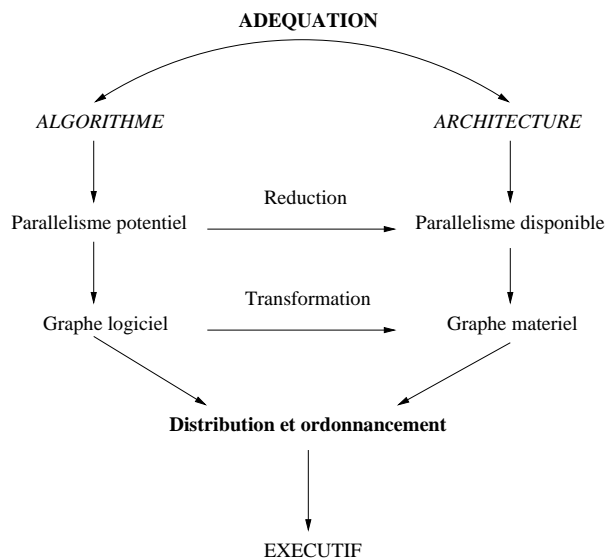 ADEQUATION
ALGORITHME
ARCHITECTURE
Reduction
Parallelisme potentiel
Parallelisme disponible
Transformation
Graphe logiciel
Graphe materiel
Distribution et ordonnancement
EXECUTIF